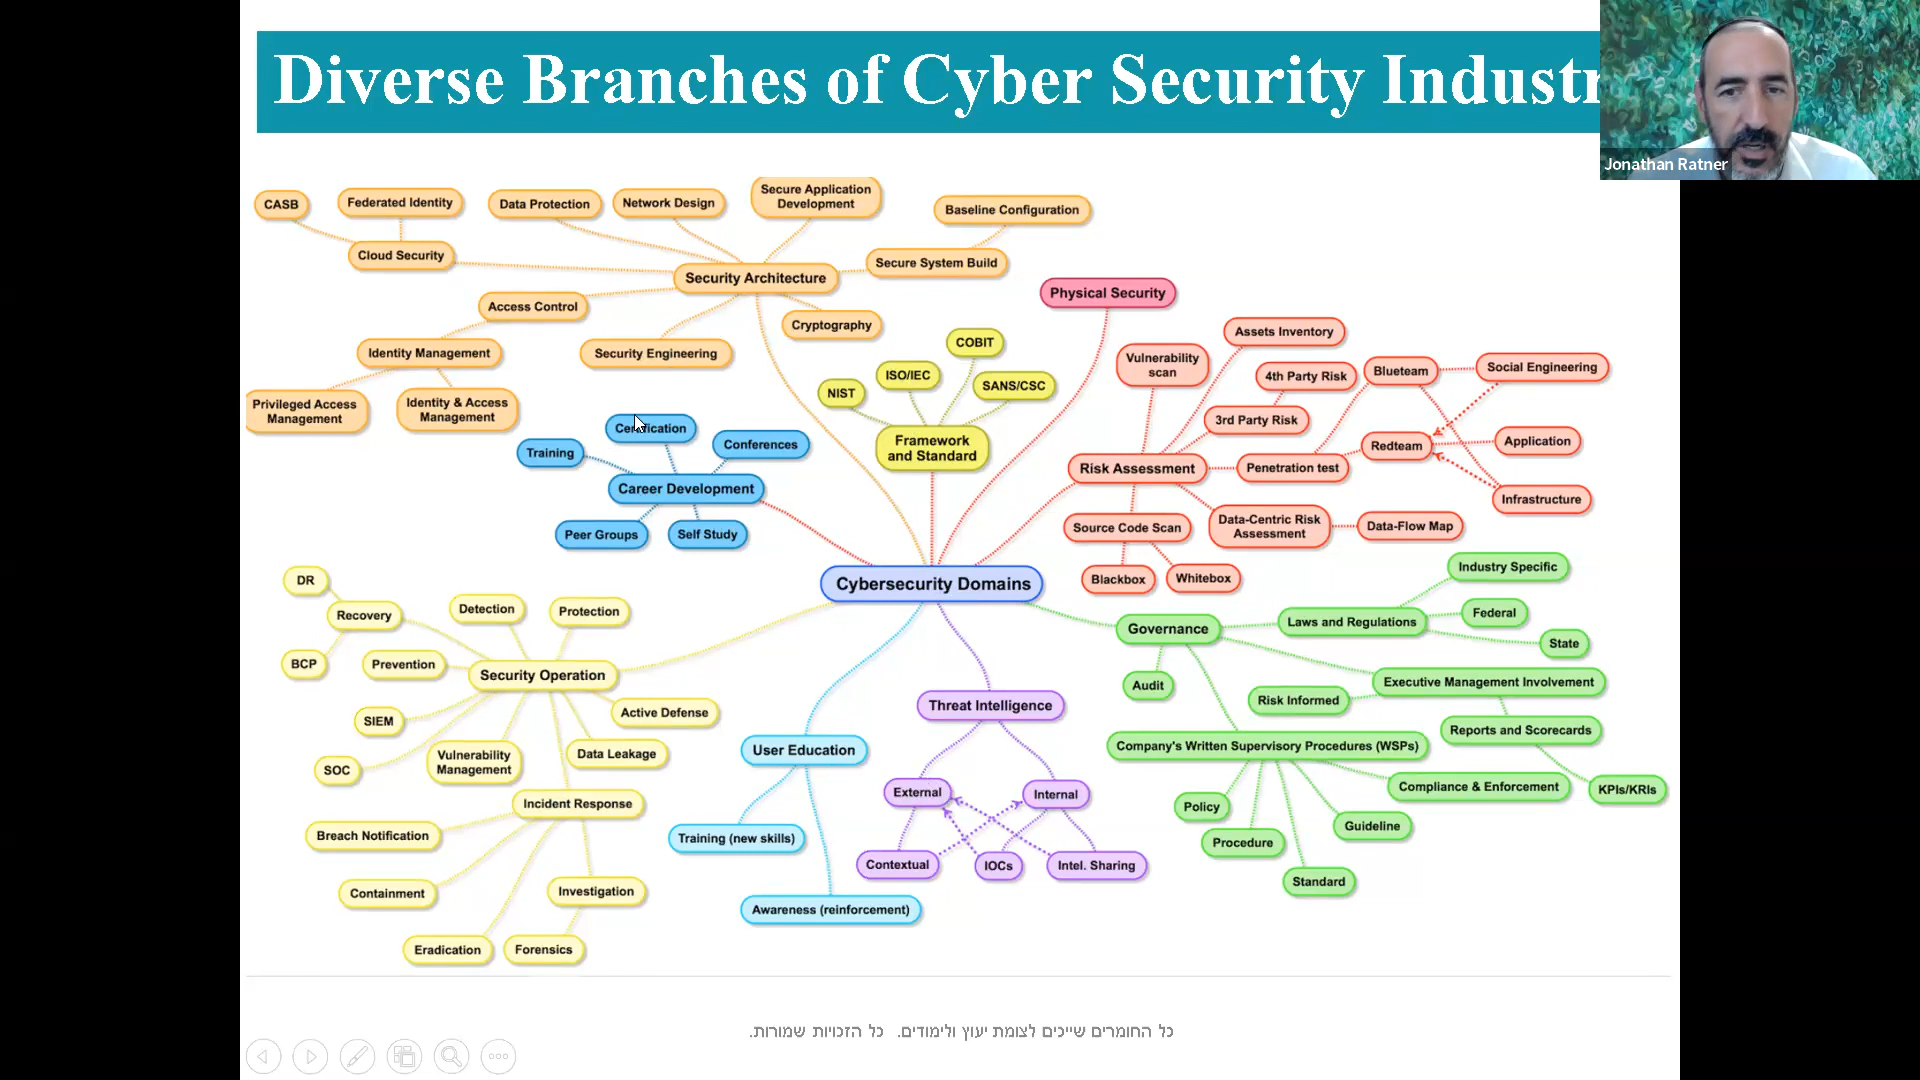 Diverse Branches of Cyber Security Industr
Jonathan Ratner
CASB
Federated Identity
Data Protection
Network Design
Secure Application
Development
Baseline Configuration
Cloud Security
Secure System Build
Security Architecture
Access Control
Cryptography
Identity Management
Security Engineering
Privileged Access
Management
Identity & Access
Management
Physical Security
COBIT
ISO/IEC
NIST
SANS/CSC
Framework
and Standard
Training
Conferences
Career Development
Peer Groups
Self Study
Assets Inventory
Vulnerability
scan
4th Party Risk
Blueteam
Social Engineering
3rd Party Risk
Redteam
Application
Risk Assessment
Penetration test
Infrastructure
Source Code Scan
Data-Centric Risk
Assessment
Data-Flow Map
Blackbox
Whitebox
Cybersecurity Domains
DR
Recovery
BCP
Detection
Protection
Prevention
Security Operation
SIEM
Active Defense
SOC
Vulnerability
Management
Data Leakage
Incident Response
Breach Notification
Containment
Investigation
Eradication
Forensics
User Education
Training (new skills)
Awareness (reinforcement)
Threat Intelligence
External
Internal
Contextual
IOCs
Intel. Sharing
Governance
Industry Specific
Laws and Regulations
Federal
State
Audit
Executive Management Involvement
Risk Informed
Reports and Scorecards
Company's Written Supervisory Procedures (WSPs)
Compliance & Enforcement
KPIs/KRIs
Policy
Guideline
Procedure
Standard
כל החומרים שייכים לצומת יעוץ ולימודים. כל הזכויות שמורות.